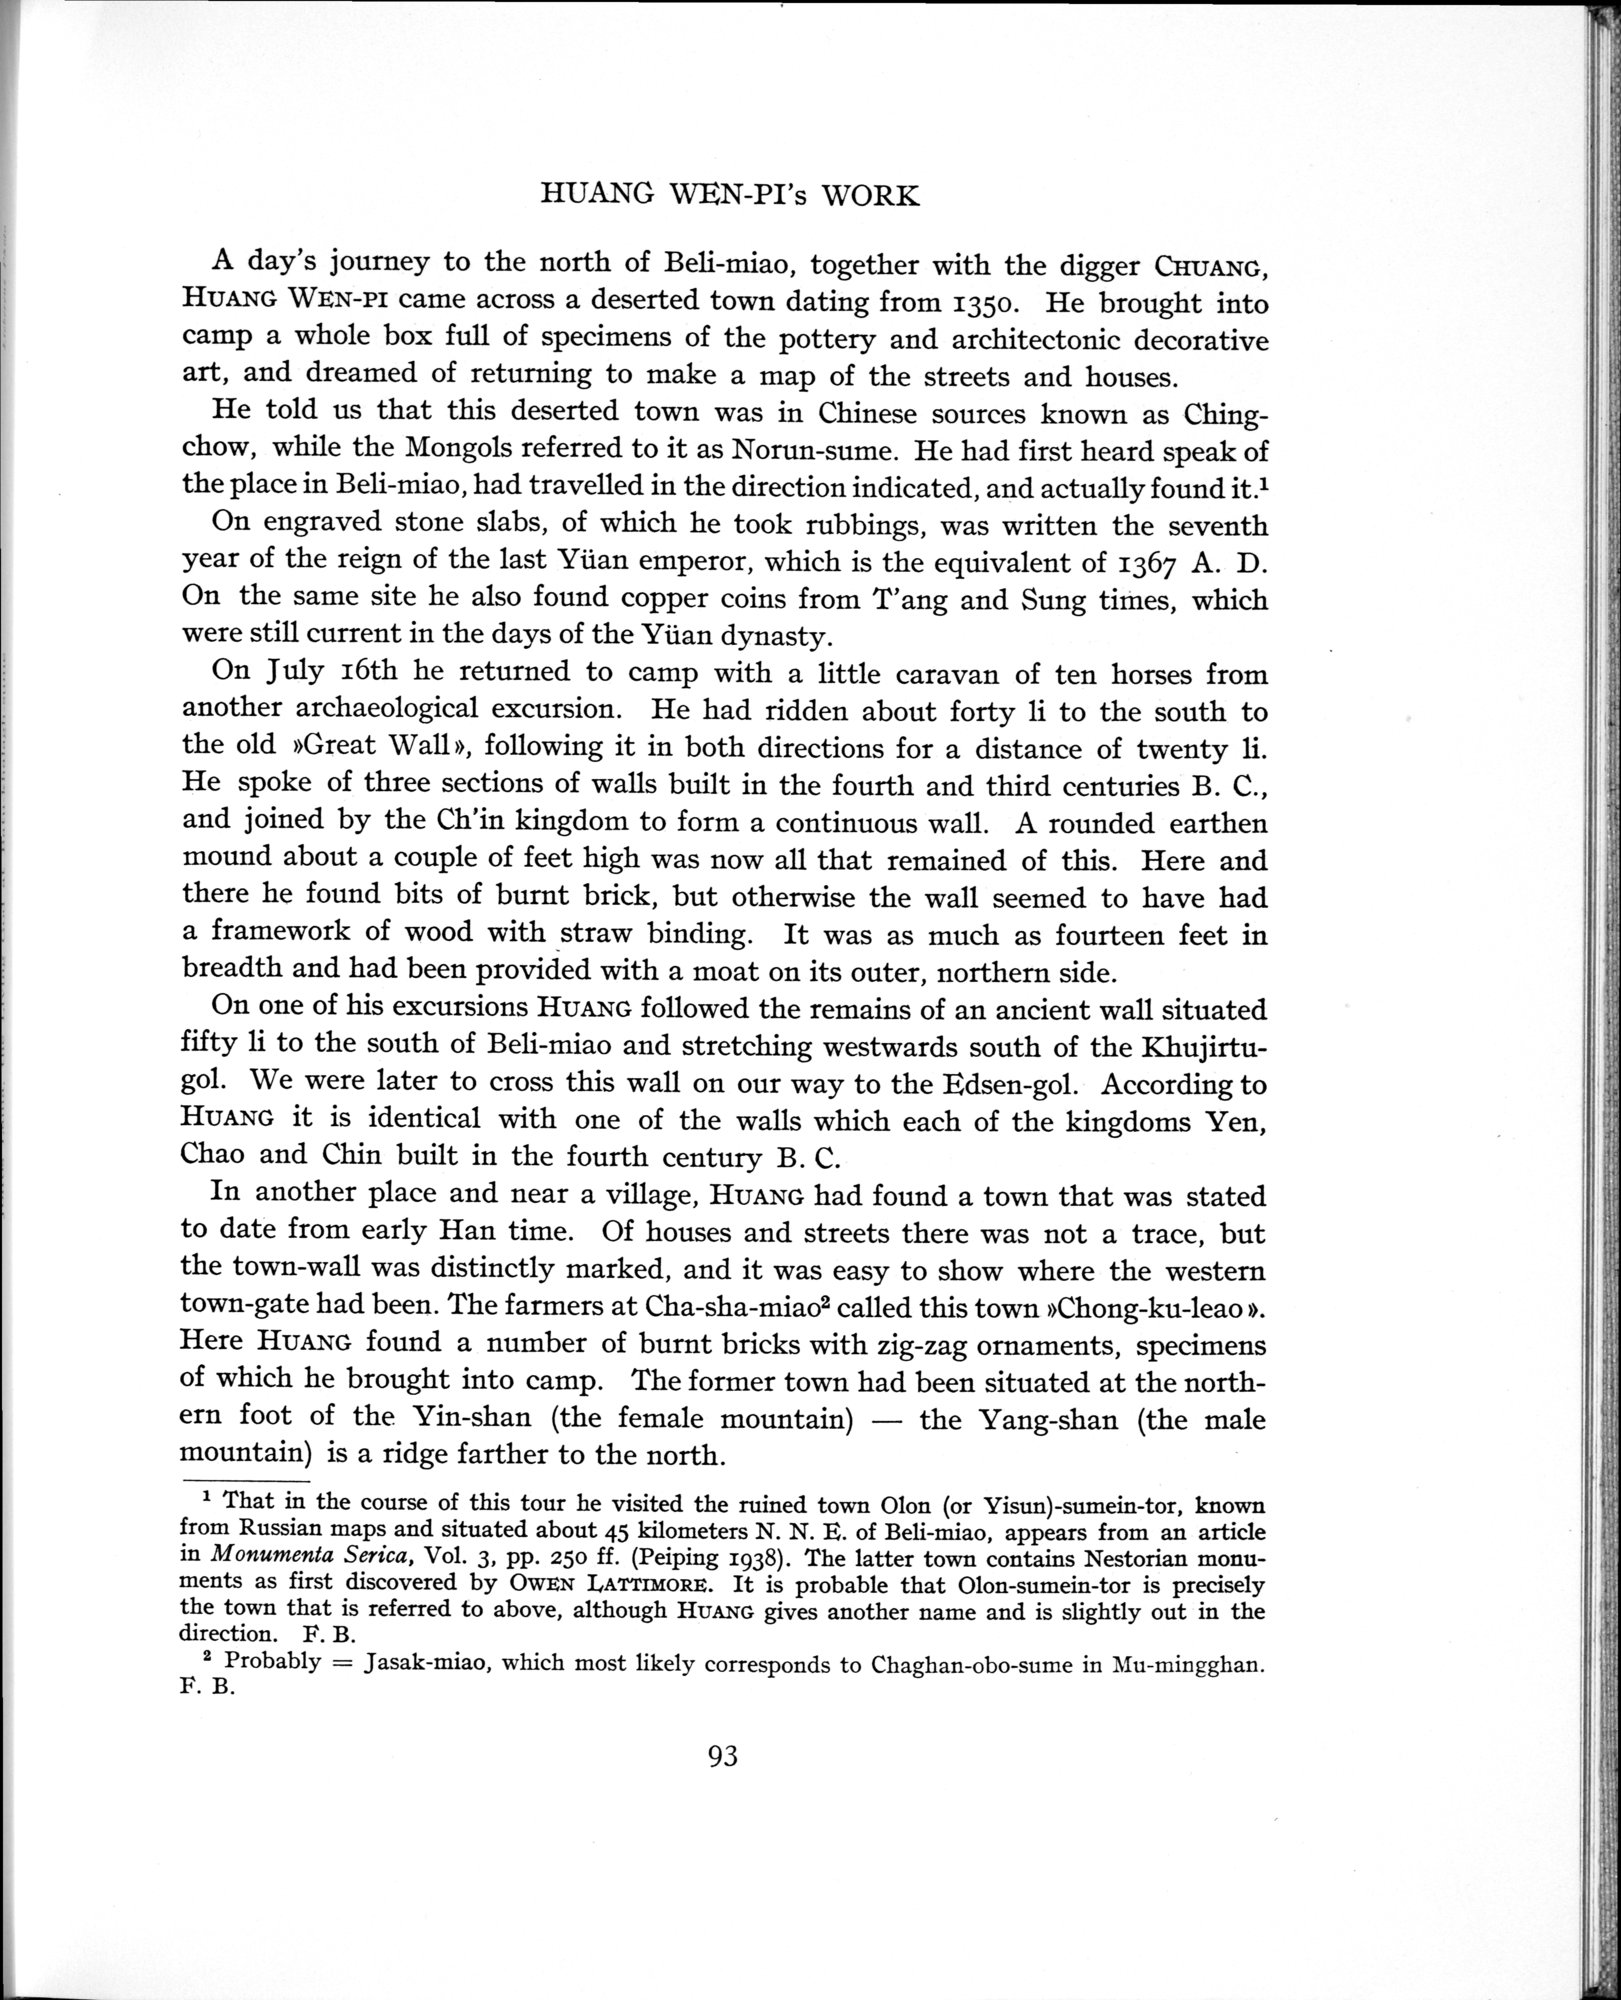 HUANG WEN-PI's WORK
A day's journey to the north of Beli-miao, together with the digger CHUANG,
HUANG WEN-PI came across a deserted town dating from 1350. He brought into
camp a whole box full of specimens of the pottery and architectonic decorative
art, and dreamed of returning to make a map of the streets and houses.
He told us that this deserted town was in Chinese sources known as Ching-
chow, while the Mongols referred to it as Norun-sume. He had first heard speak of
the place in Beli-miao, had travelled in the direction indicated, and actually found it.¹
On engraved stone slabs, of which he took rubbings, was written the seventh
year of the reign of the last Yüan emperor, which is the equivalent of 1367 A. D.
On the same site he also found copper coins from T'ang and Sung times, which
were still current in the days of the Yüan dynasty.
On July 16th he returned to camp with a little caravan of ten horses from
another archaeological excursion. He had ridden about forty li to the south to
the old »Great Wall», following it in both directions for a distance of twenty li.
He spoke of three sections of walls built in the fourth and third centuries B. C.,
and joined by the Ch'in kingdom to form a continuous wall. A rounded earthen
mound about a couple of feet high was now all that remained of this. Here and
there he found bits of burnt brick, but otherwise the wall seemed to have had
a framework of wood with straw binding. It was as much as fourteen feet in
breadth and had been provided with a moat on its outer, northern side.
On one of his excursions HUANG followed the remains of an ancient wall situated
fifty li to the south of Beli-miao and stretching westwards south of the Khujirtu-
gol. We were later to cross this wall on our way to the Edsen-gol. According to
HUANG it is identical with one of the walls which each of the kingdoms Yen,
Chao and Chin built in the fourth century B. C.
In another place and near a village, HUANG had found a town that was stated
to date from early Han time. Of houses and streets there was not a trace, but
the town-wall was distinctly marked, and it was easy to show where the western
town-gate had been. The farmers at Cha-sha-miao² called this town »Chong-ku-leao».
Here HUANG found a number of burnt bricks with zig-zag ornaments, specimens
of which he brought into camp. The former town had been situated at the north-
ern foot of the Yin-shan (the female mountain) — the Yang-shan (the male
mountain) is a ridge farther to the north.
¹ That in the course of this tour he visited the ruined town Olon (or Yisun)-sumein-tor, known
from Russian maps and situated about 45 kilometers N. N. E. of Beli-miao, appears from an article
in Monumenta Serica, Vol. 3, pp. 250 ff. (Peiping 1938). The latter town contains Nestorian monu-
ments as first discovered by OWEN LATTIMORE. It is probable that Olon-sumein-tor is precisely
the town that is referred to above, although HUANG gives another name and is slightly out in the
direction. F. B.
² Probably = Jasak-miao, which most likely corresponds to Chaghan-obo-sume in Mu-mingghan.
F. B.
93